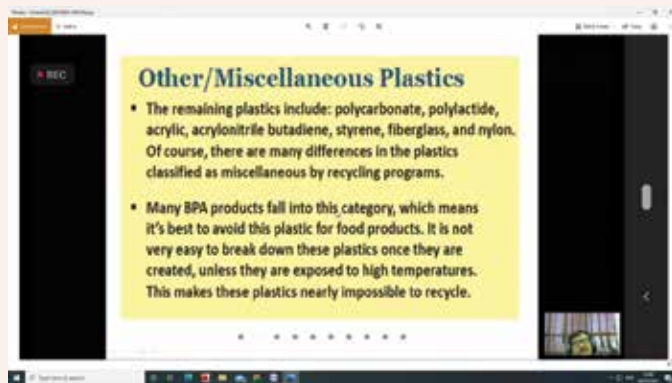 REC
Other/Miscellaneous Plastics
• The remaining plastics include: polycarbonate, polylactide,
acrylic, acrylonitrile butadiene, styrene, fiberglass, and nylon.
Of course, there are many differences in the plastics
classified as miscellaneous by recycling programs.
• Many BPA products fall into this category, which means
it's best to avoid this plastic for food products. It is not
very easy to break down these plastics once they are
created, unless they are exposed to high temperatures.
This makes these plastics nearly impossible to recycle.